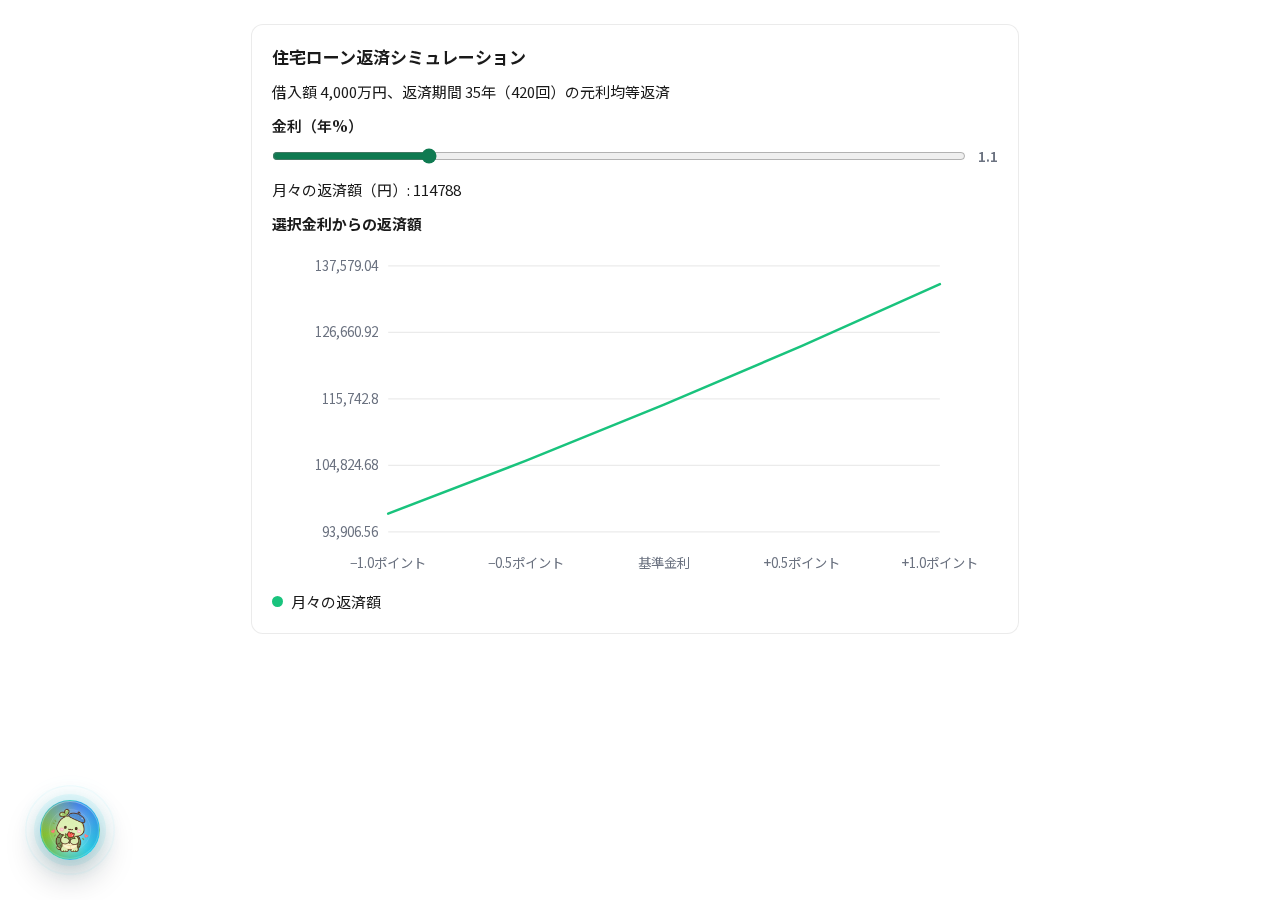 住宅ローン返済シミュレーション
借入額 4,000万円、返済期間 35年（420回）の元利均等返済
金利（年%）
1.1
月々の返済額（円）: 114788
選択金利からの返済額
137,579.04
126,660.92
115,742.8
104,824.68
93,906.56
−1.0ポイント −0.5ポイント 基準金利 +0.5ポイント +1.0ポイント
月々の返済額